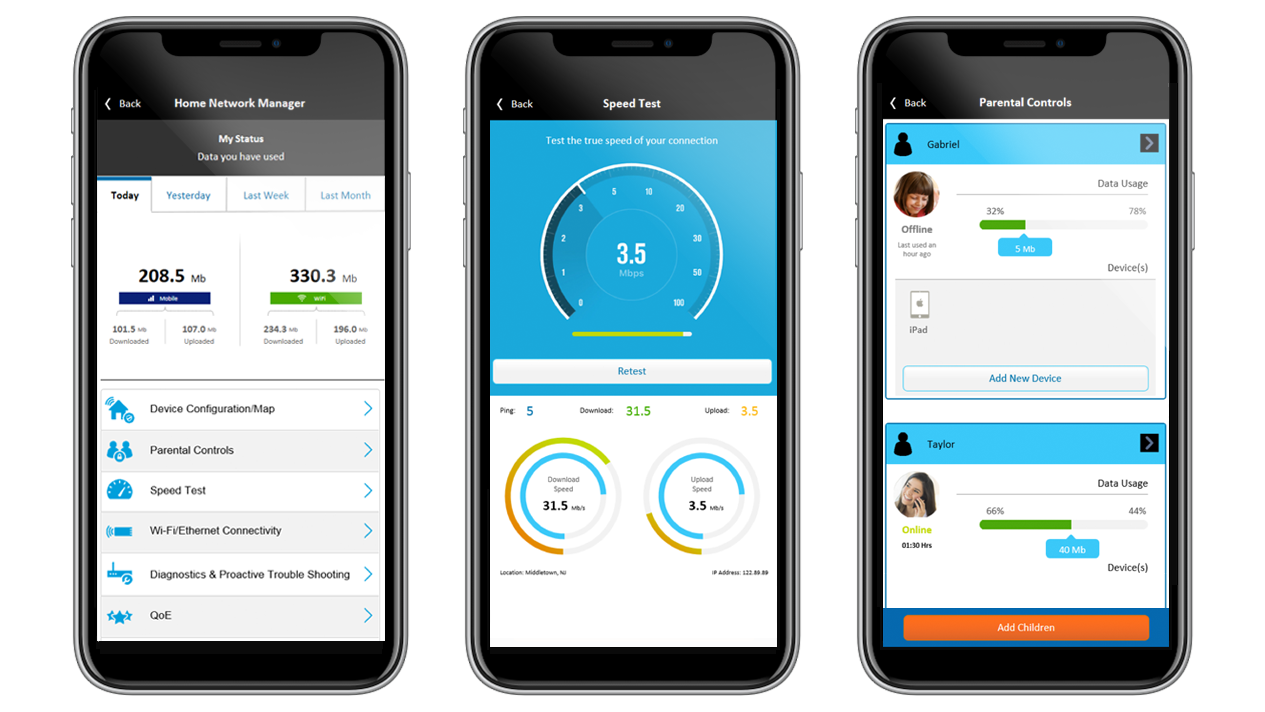 Back Home Network Manager
My Status
Data you have used
Today Yesterday Last Week Last Month
208.5 Mb 330.3 Mb
Mobile WiFi
101.5 Mb 107.0 Mb 234.3 Mb 196.0 Mb
Downloaded Uploaded Downloaded Uploaded
Device Configuration/Map
Parental Controls
Speed Test
Wi-Fi/Ethernet Connectivity
Diagnostics & Proactive Trouble Shooting
QoE
Back Speed Test
Test the true speed of your connection
5 10
3 20
2 30
3.5
Mbps
1 50
0 100
Retest
Ping: 5 Download: 31.5 Upload: 3.5
Download Upload
Speed Speed
31.5 Mb/s 3.5 Mb/s
Location: Middletown, NJ IP Address: 122.89.89
Back Parental Controls
Gabriel
Data Usage
32% 78%
Offline
Last used an
hour ago
5 Mb
Device(s)
iPad
Add New Device
Taylor
Data Usage
66% 44%
Online
01:30 Hrs
40 Mb
Device(s)
Add Children